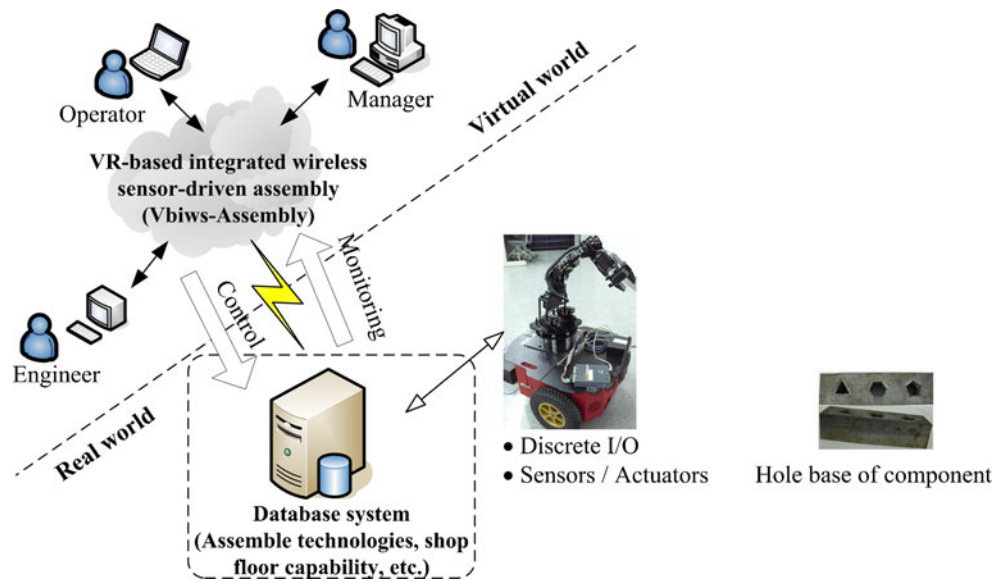 Operator
Manager
Virtual world
VR-based integrated wireless
sensor-driven assembly
(Vbiws-Assembly)
Control
Monitoring
Engineer
Real world
Database system
(Assemble technologies, shop
floor capability, etc.)
• Discrete I/O
• Sensors / Actuators
Hole base of component